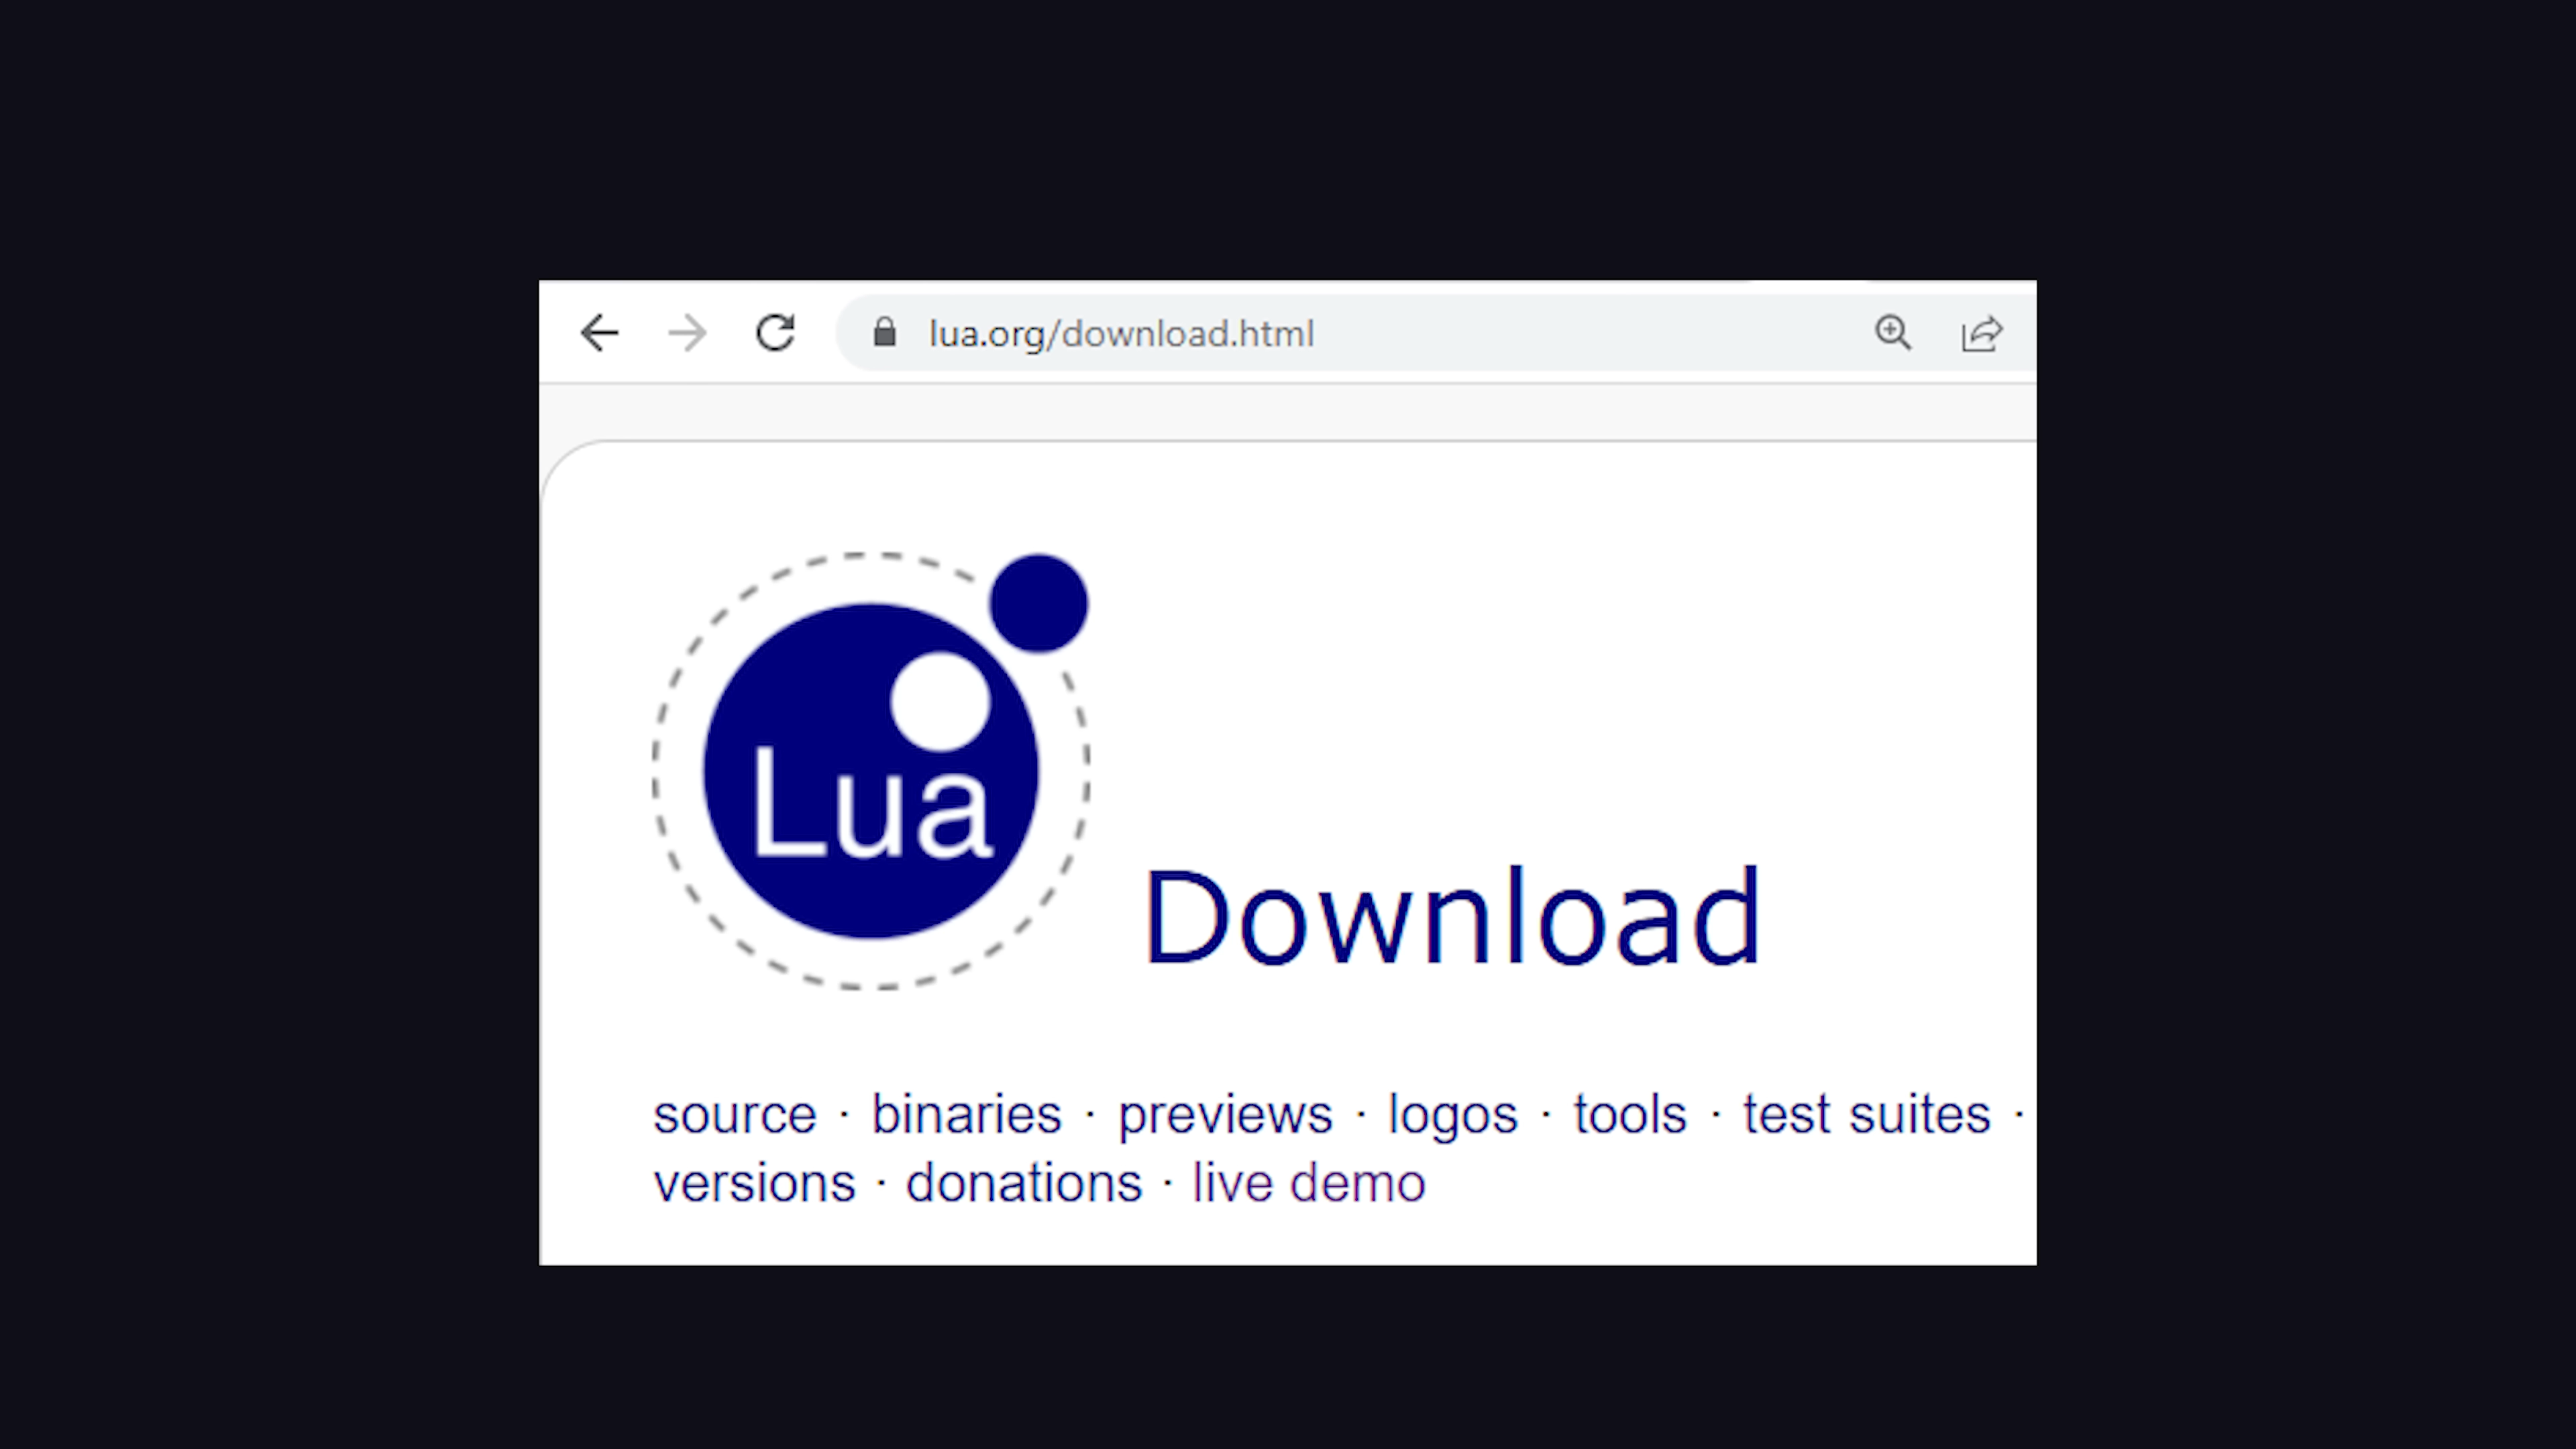 lua.org/download.html
Lua
Download
source · binaries · previews · logos · tools · test suites ·
versions · donations · live demo